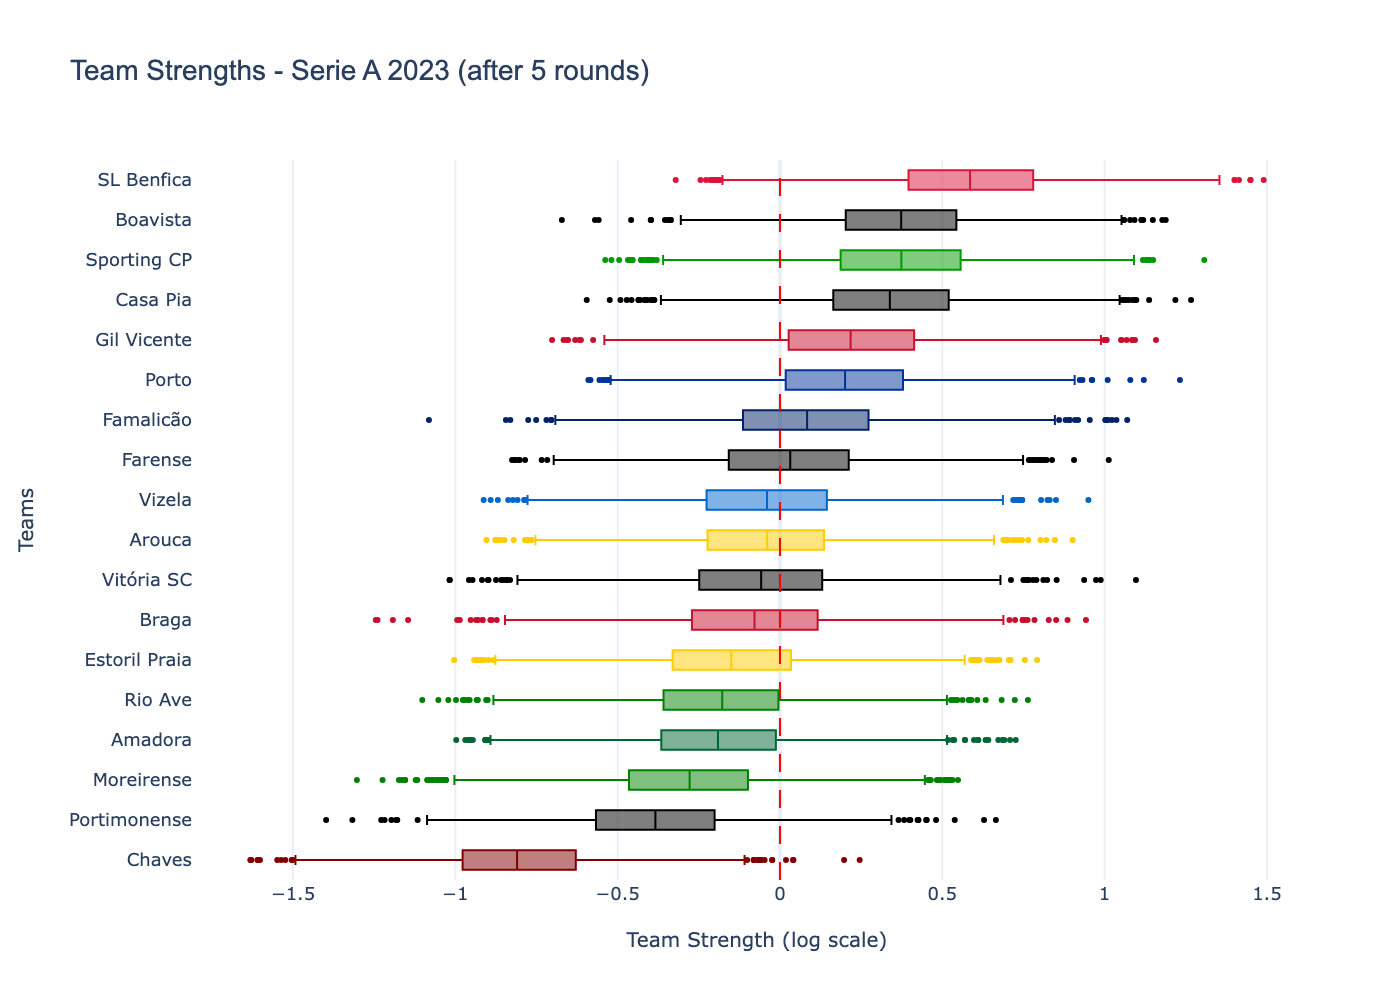 Team Strengths - Serie A 2023 (after 5 rounds)
SL Benfica
Boavista
Sporting CP
Casa Pia
Gil Vicente
Porto
Famalicão
Farense
Vizela
Arouca
Vitória SC
Braga
Estoril Praia
Rio Ave
Amadora
Moreirense
Portimonense
Chaves
Teams
−1.5 −1 −0.5 0 0.5 1 1.5
Team Strength (log scale)